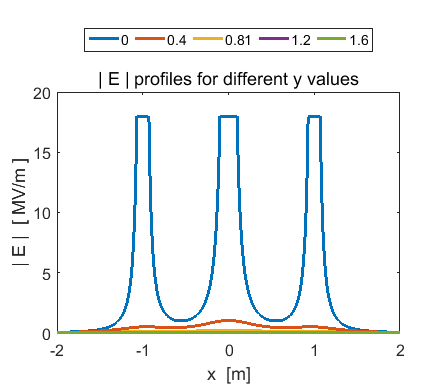 0 0.4 0.81 1.2 1.6
| E | profiles for different y values
20
15
10
5
0
| E | [ MV/m ]
-2 -1 0 1 2
x [m]